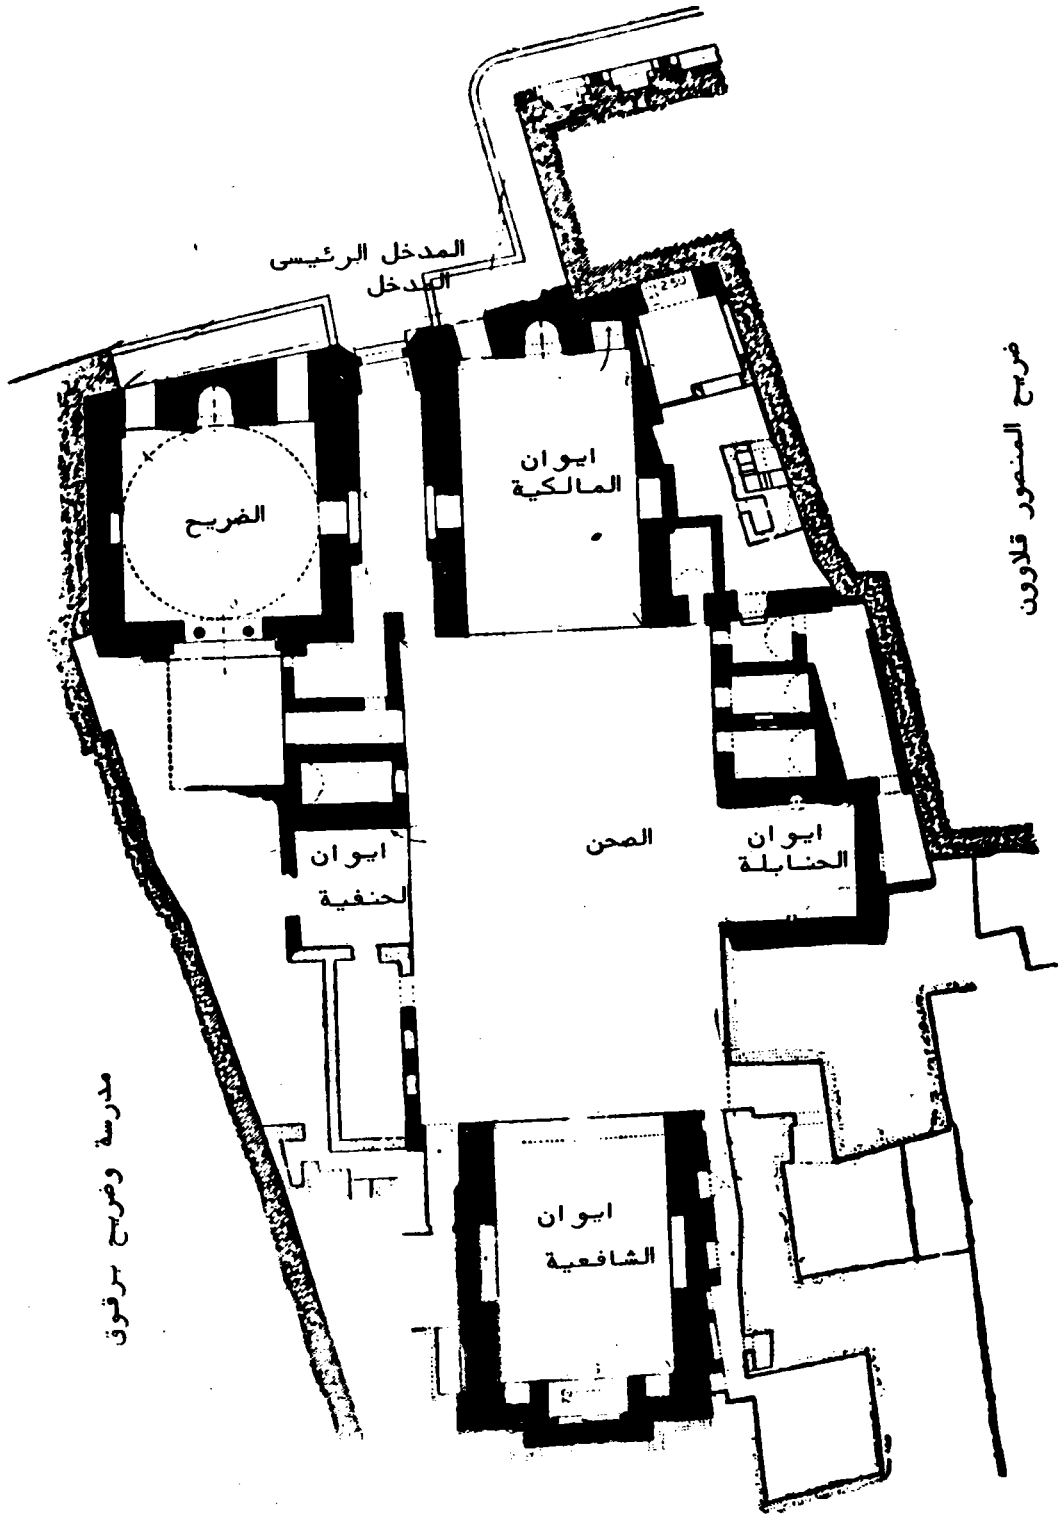 المدخل الرئيسى
المدخل
ايوان
المالكية
الضريح
ضريح المنصور قلاوون
الصحن
ايوان
الحنابلة
ايوان
لحنفية
مدرسة وضريح برقوق
ايوان
الشافعية